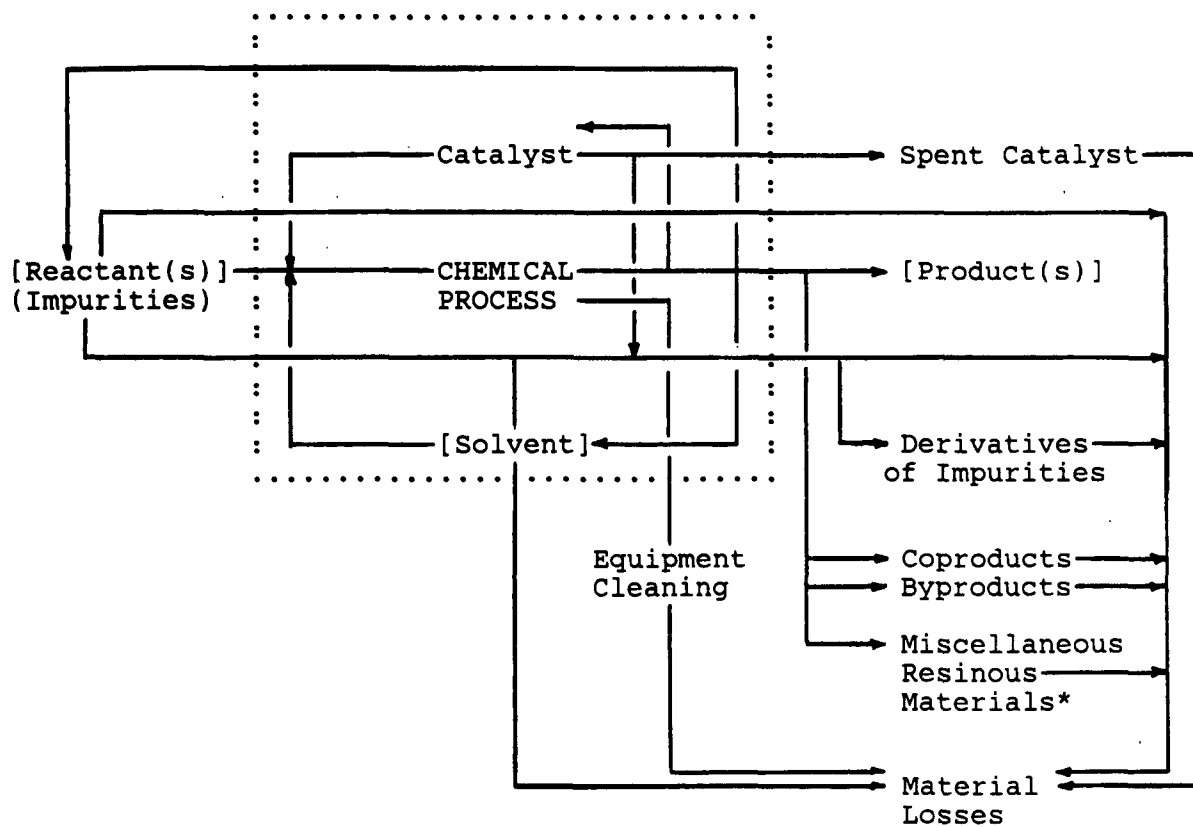 Catalyst
Spent Catalyst
[Reactant(s)]
(Impurities)
CHEMICAL
PROCESS
[Product(s)]
[Solvent]
Derivatives
of Impurities
Equipment
Cleaning
Coproducts
Byproducts
Miscellaneous
Resinous
Materials*
Material
Losses